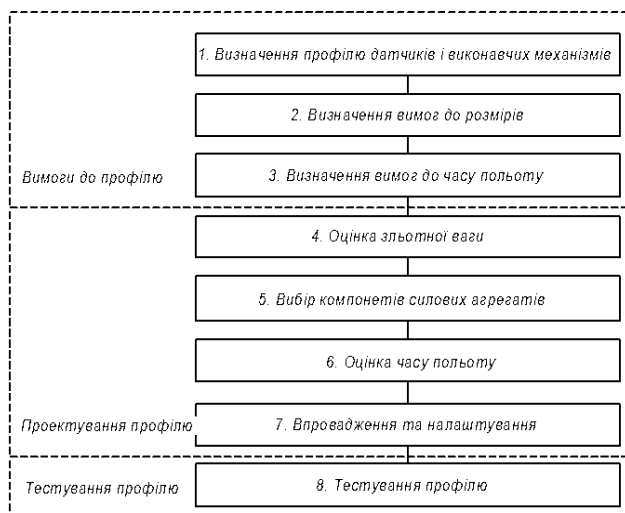 1. Визначення профілю датчиків і виконавчих механізмів
2. Визначення вимог до розмірів
Вимоги до профілю
3. Визначення вимог до часу польоту
4. Оцінка зльотної ваги
5. Вибір компонетів силових агрегатів
6. Оцінка часу польоту
Проектування профілю
7. Впровадження та налаштування
Тестування профілю
8. Тестування профілю